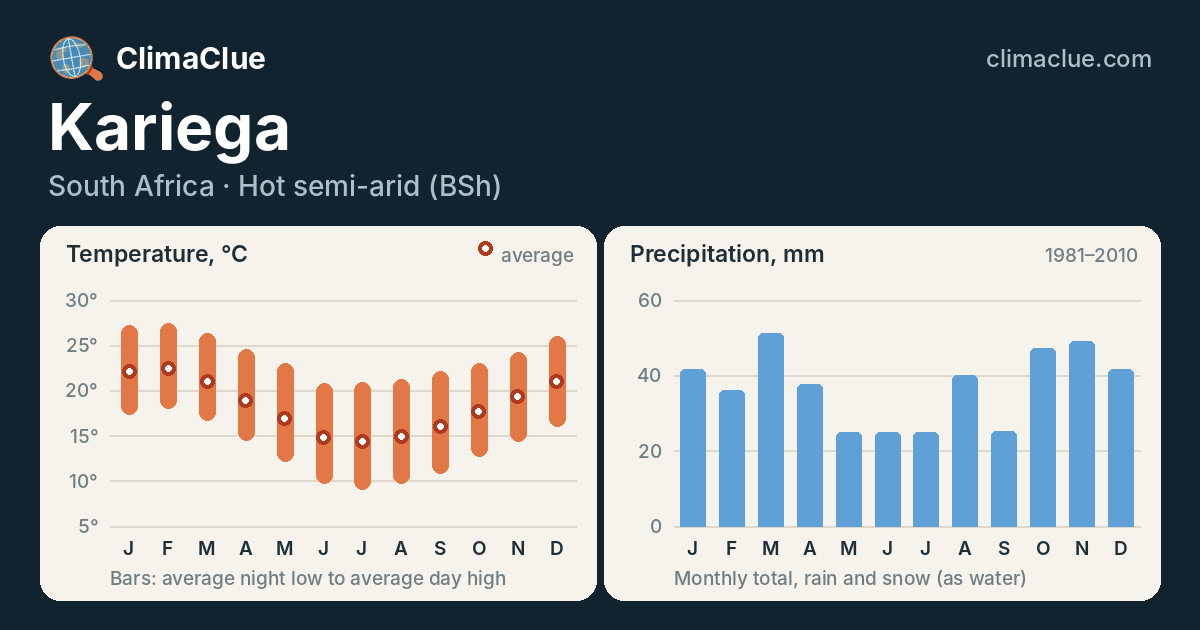 ClimaClue
climaclue.com
Kariega
South Africa · Hot semi-arid (BSh)
Temperature, °C
average
30°
25°
20°
15°
10°
5°
J F M A M J J A S O N D
Bars: average night low to average day high
Precipitation, mm
1981–2010
60
40
20
0
J F M A M J J A S O N D
Monthly total, rain and snow (as water)